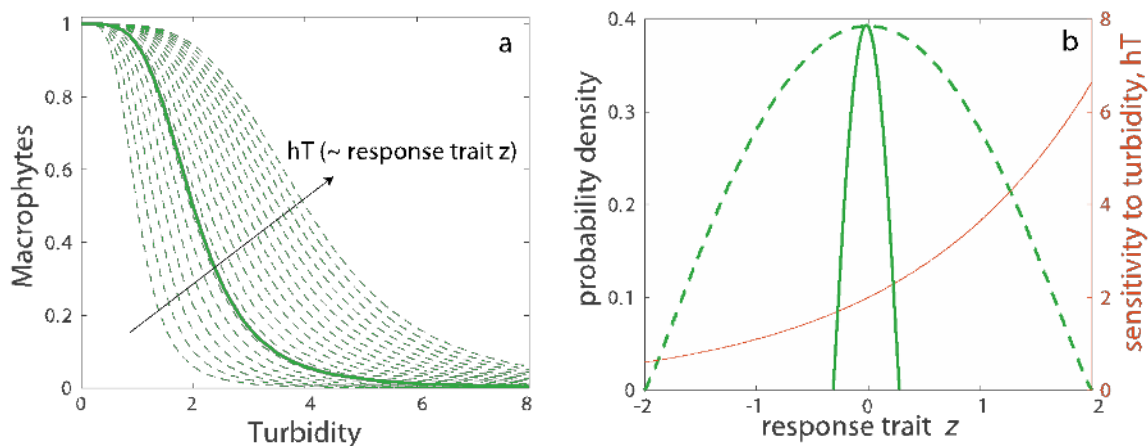 a
Macrophytes
1
0.8
0.6
0.4
0.2
0
hT (~ response trait z)
0 2 4 6 8
Turbidity
b
probability density
0.4
0.3
0.2
0.1
0
-2 -1 0 1 2
response trait z
8
6
4
2
0
sensitivity to turbidity, hT